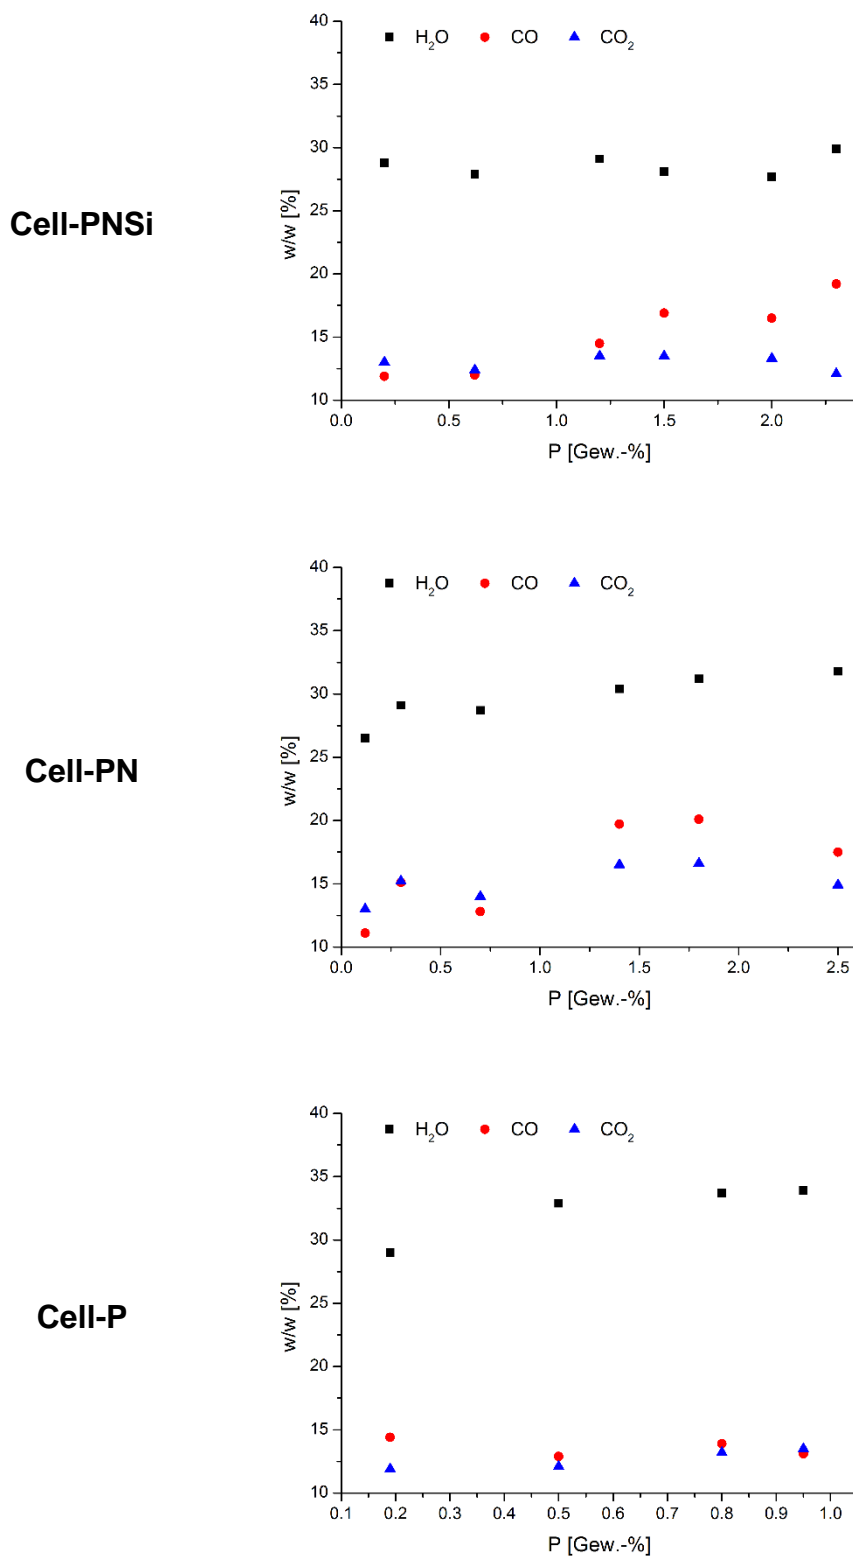 H₂O CO CO₂
40
35
30
25
20
15
10
w/w [%]
0.0 0.5 1.0 1.5 2.0
P [Gew.-%]
Cell-PNSi
H₂O CO CO₂
40
35
30
25
20
15
10
w/w [%]
0.0 0.5 1.0 1.5 2.0 2.5
P [Gew.-%]
Cell-PN
H₂O CO CO₂
40
35
30
25
20
15
10
w/w [%]
0.1 0.2 0.3 0.4 0.5 0.6 0.7 0.8 0.9 1.0
P [Gew.-%]
Cell-P